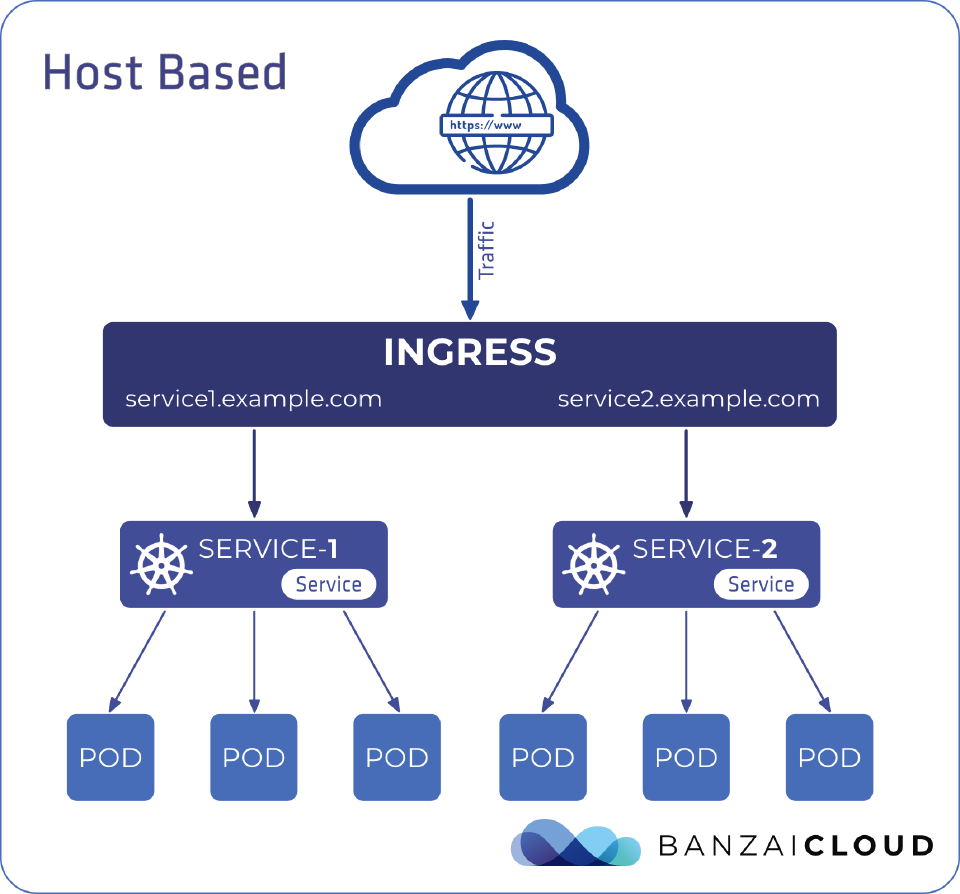 Host Based
https://www
Traffic
INGRESS
service1.example.com
service2.example.com
SERVICE-1
Service
SERVICE-2
Service
POD
POD
POD
POD
POD
POD
BANZAICLOUD